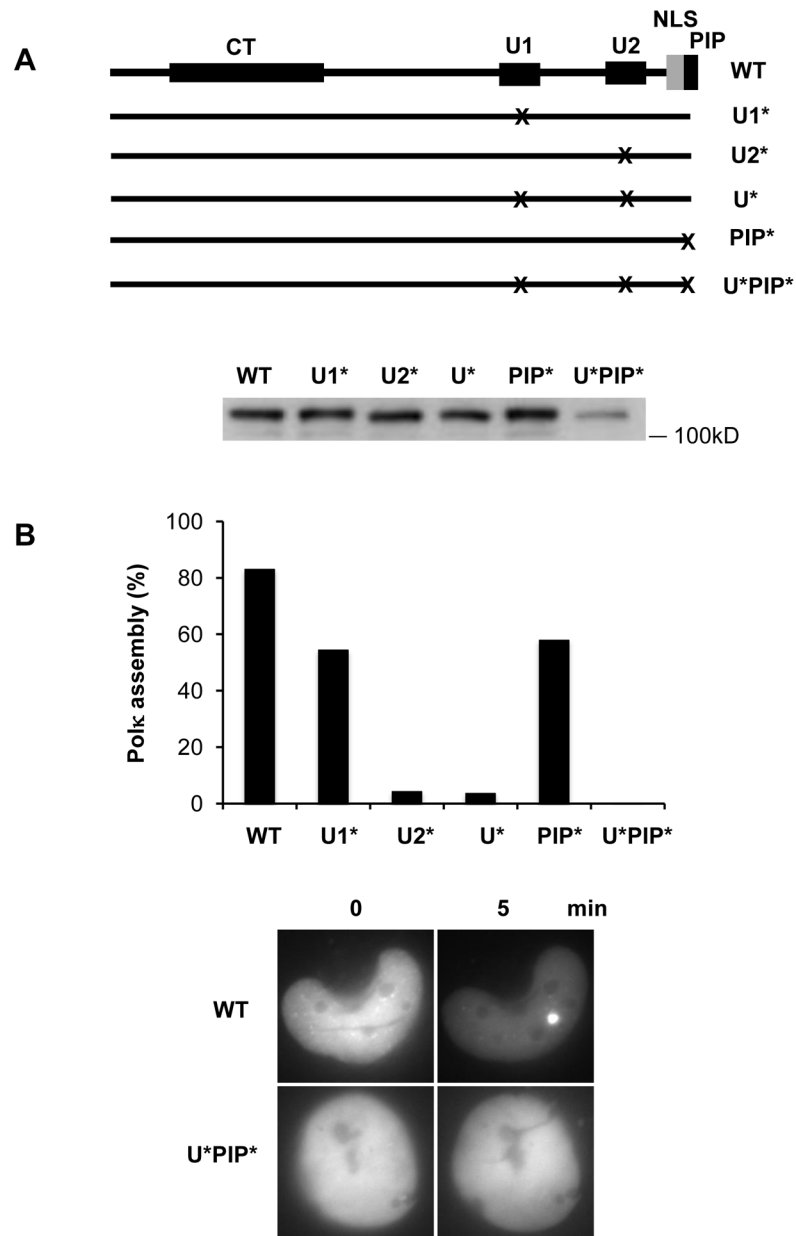 A
CT
U1
U2
NLS
PIP
WT
U1*
U2*
U*
PIP*
U*PIP*
WT U1* U2* U* PIP* U*PIP*
— 100kD
B
Polκ assembly (%)
100
80
60
40
20
0
WT U1* U2* U* PIP* U*PIP*
0 5 min
WT
U*PIP*